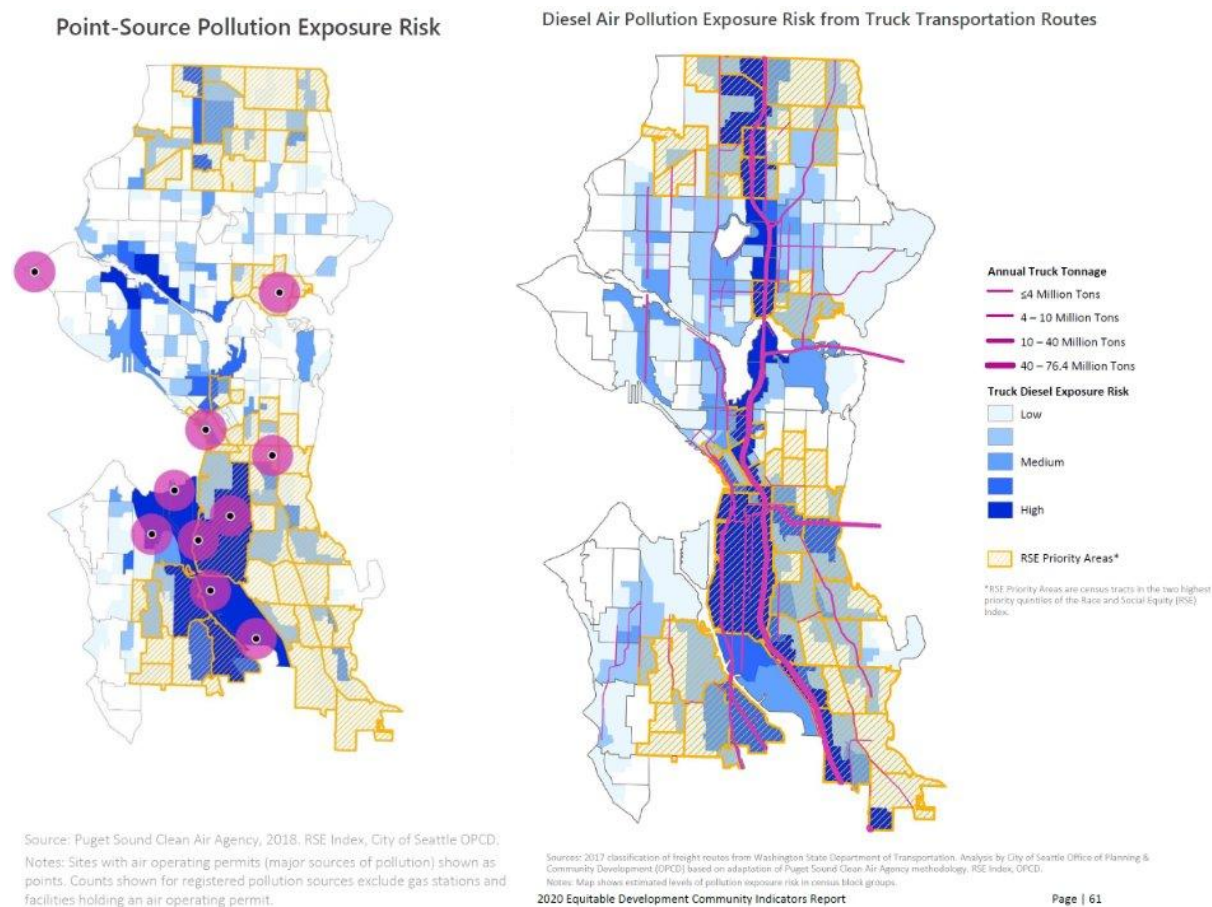 Point-Source Pollution Exposure Risk
Source: Puget Sound Clean Air Agency, 2018. RSE Index, City of Seattle OPCD.
Notes: Sites with air operating permits (major sources of pollution) shown as
points. Counts shown for registered pollution sources exclude gas stations and
facilities holding an air operating permit.
Diesel Air Pollution Exposure Risk from Truck Transportation Routes
Annual Truck Tonnage
≤4 Million Tons
4 – 10 Million Tons
10 – 40 Million Tons
40 – 76.4 Million Tons
Truck Diesel Exposure Risk
Low
Medium
High
RSE Priority Areas*
*RSE Priority Areas are census tracts in the two highest
priority quintiles of the Race and Social Equity (RSE)
Index.
Sources: 2017 classification of freight routes from Washington State Department of Transportation. Analysis by City of Seattle Office of Planning &
Community Development (OPCD) based on adaptation of Puget Sound Clean Air Agency methodology. RSE Index, OPCD.
Notes: Map shows estimated levels of pollution exposure risk in census block groups.
2020 Equitable Development Community Indicators Report
Page | 61